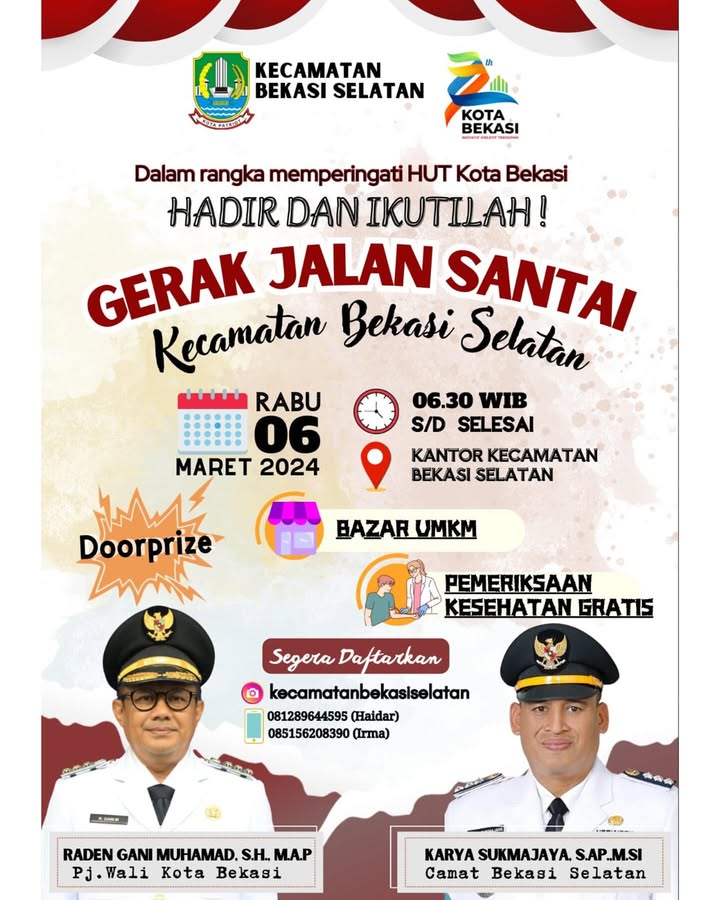 KECAMATAN
BEKASI SELATAN
th
KOTA
BEKASI
KOTA PATRIOT
Dalam rangka memperingati HUT Kota Bekasi
HADIR DAN IKUTILAH !
GERAK JALAN SANTAI
Kecamatan Bekasi Selatan
RABU
06
MARET 2024
06.30 WIB
S/D SELESAI
KANTOR KECAMATAN
BEKASI SELATAN
Doorprize
BAZAR UMKM
PEMERIKSAAN
KESEHATAN GRATIS
Segera Daftarkan
kecamatanbekasiselatan
081289644595 (Haidar)
085156208390 (Irma)
RADEN GANI MUHAMAD, S.H., M.A.P
Pj.Wali Kota Bekasi
KARYA SUKMAJAYA, S.AP.,M.SI
Camat Bekasi Selatan